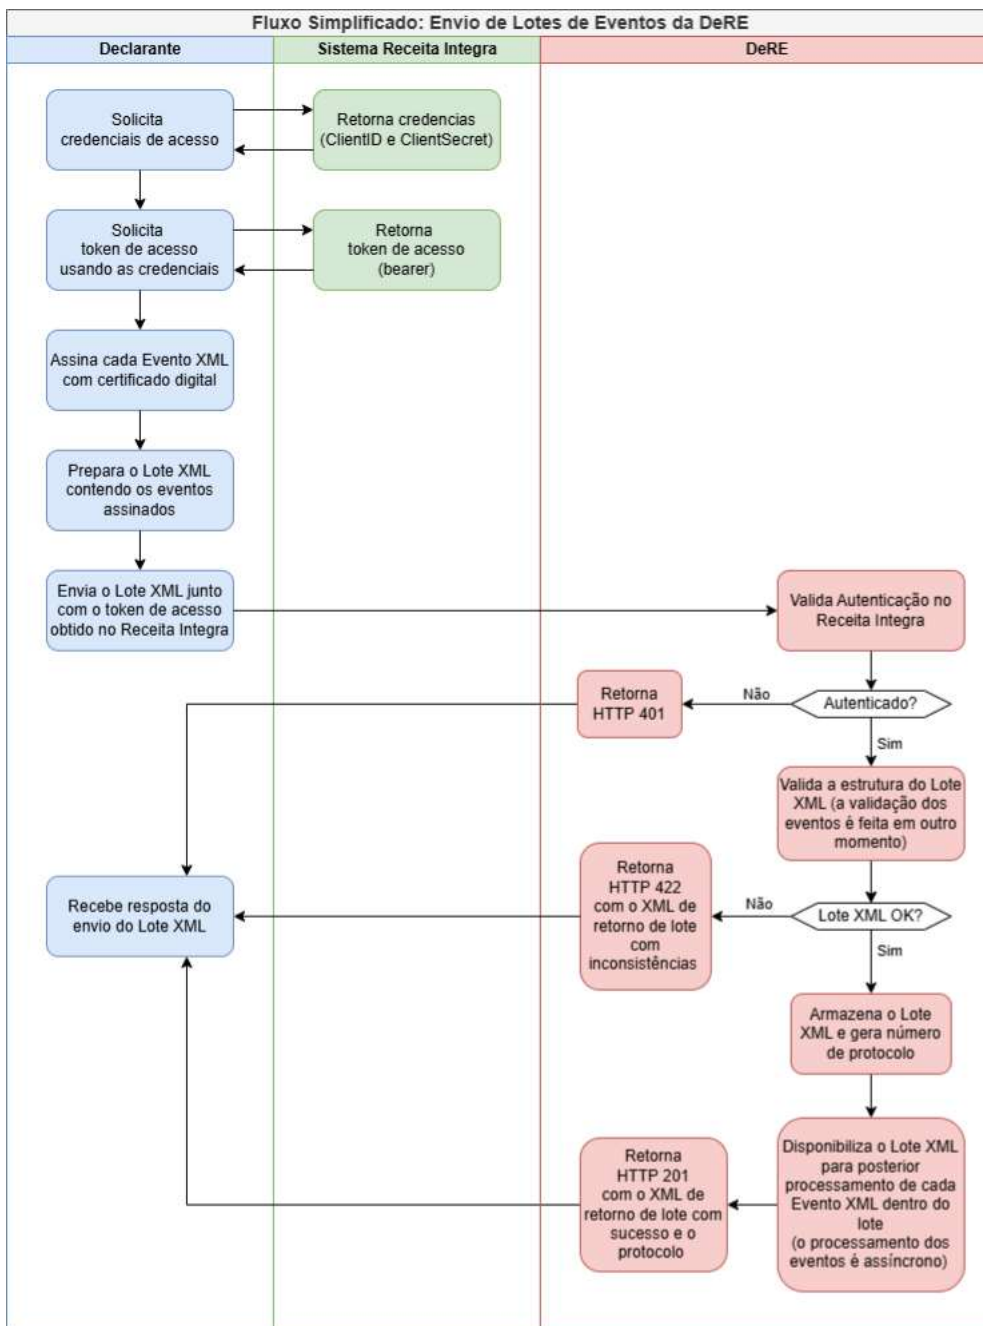 Fluxo Simplificado: Envio de Lotes de Eventos da DeRE
Declarante
Sistema Receita Integra
DeRE
Solicita
credenciais de acesso
Retorna credencias
(ClientID e ClientSecret)
Solicita
token de acesso
usando as credenciais
Retorna
token de acesso
(bearer)
Assina cada Evento XML
com certificado digital
Prepara o Lote XML
contendo os eventos
assinados
Envia o Lote XML junto
com o token de acesso
obtido no Receita Integra
Valida Autenticação no
Receita Integra
Autenticado?
Não
Retorna
HTTP 401
Sim
Valida a estrutura do Lote
XML (a validação dos
eventos é feita em outro
momento)
Lote XML OK?
Não
Retorna
HTTP 422
com o XML de
retorno de lote
com
inconsistências
Recebe resposta do
envio do Lote XML
Sim
Armazena o Lote
XML e gera número
de protocolo
Disponibiliza o Lote XML
para posterior
processamento de cada
Evento XML dentro do
lote
(o processamento dos
eventos é assíncrono)
Retorna
HTTP 201
com o XML de
retorno de lote com
sucesso e o
protocolo